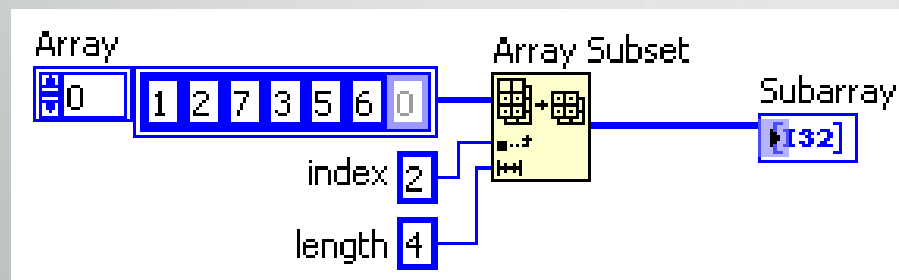 Array
Array Subset
0
1 2 7 3 5 6 0
Subarray
[I32]
index 2
length 4